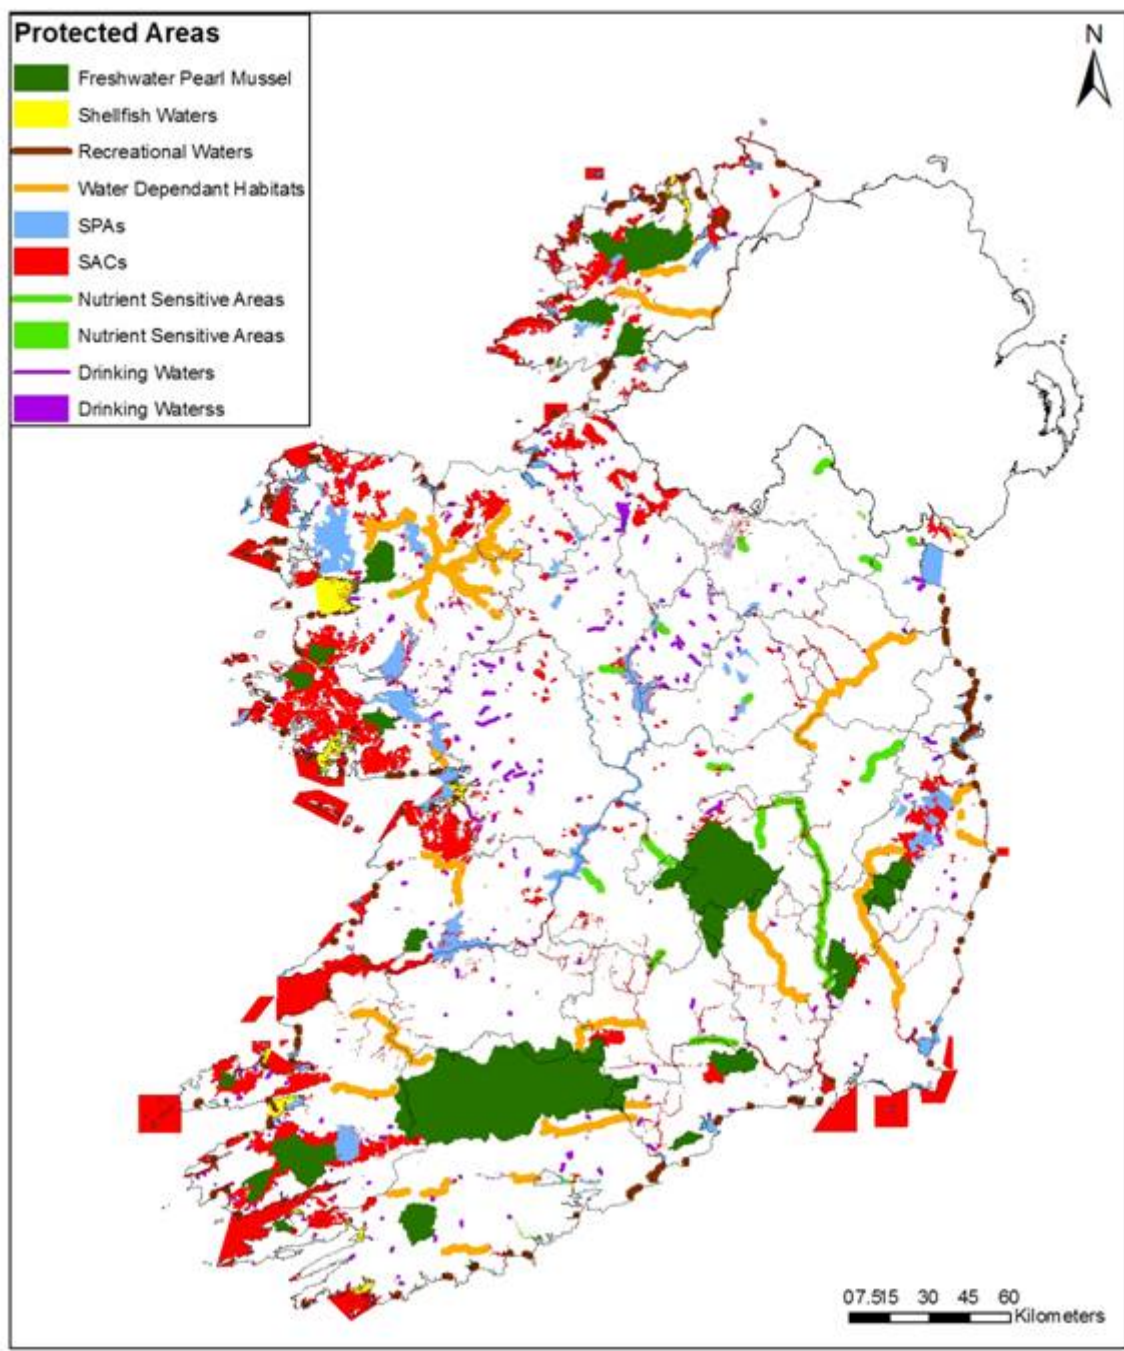 Protected Areas
Freshwater Pearl Mussel
Shellfish Waters
Recreational Waters
Water Dependant Habitats
SPAs
SACs
Nutrient Sensitive Areas
Nutrient Sensitive Areas
Drinking Waters
Drinking Waterss
N
07.515 30 45 60
Kilometers